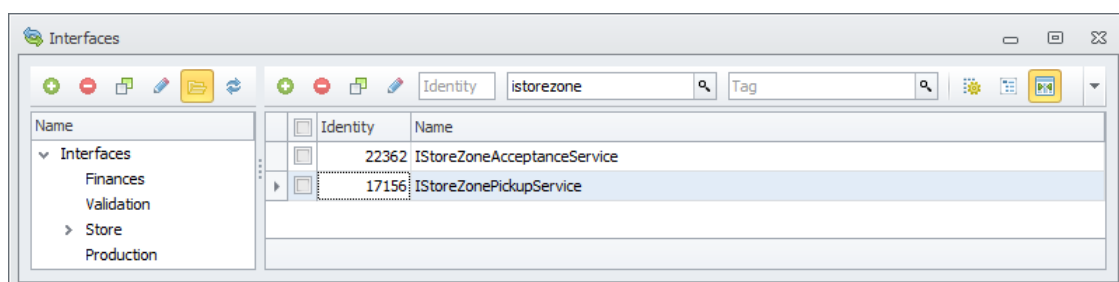 Interfaces
Identity istorezone Tag
Name
Interfaces
Finances
Validation
Store
Production
Identity Name
22362 IStoreZoneAcceptanceService
17156 IStoreZonePickupService